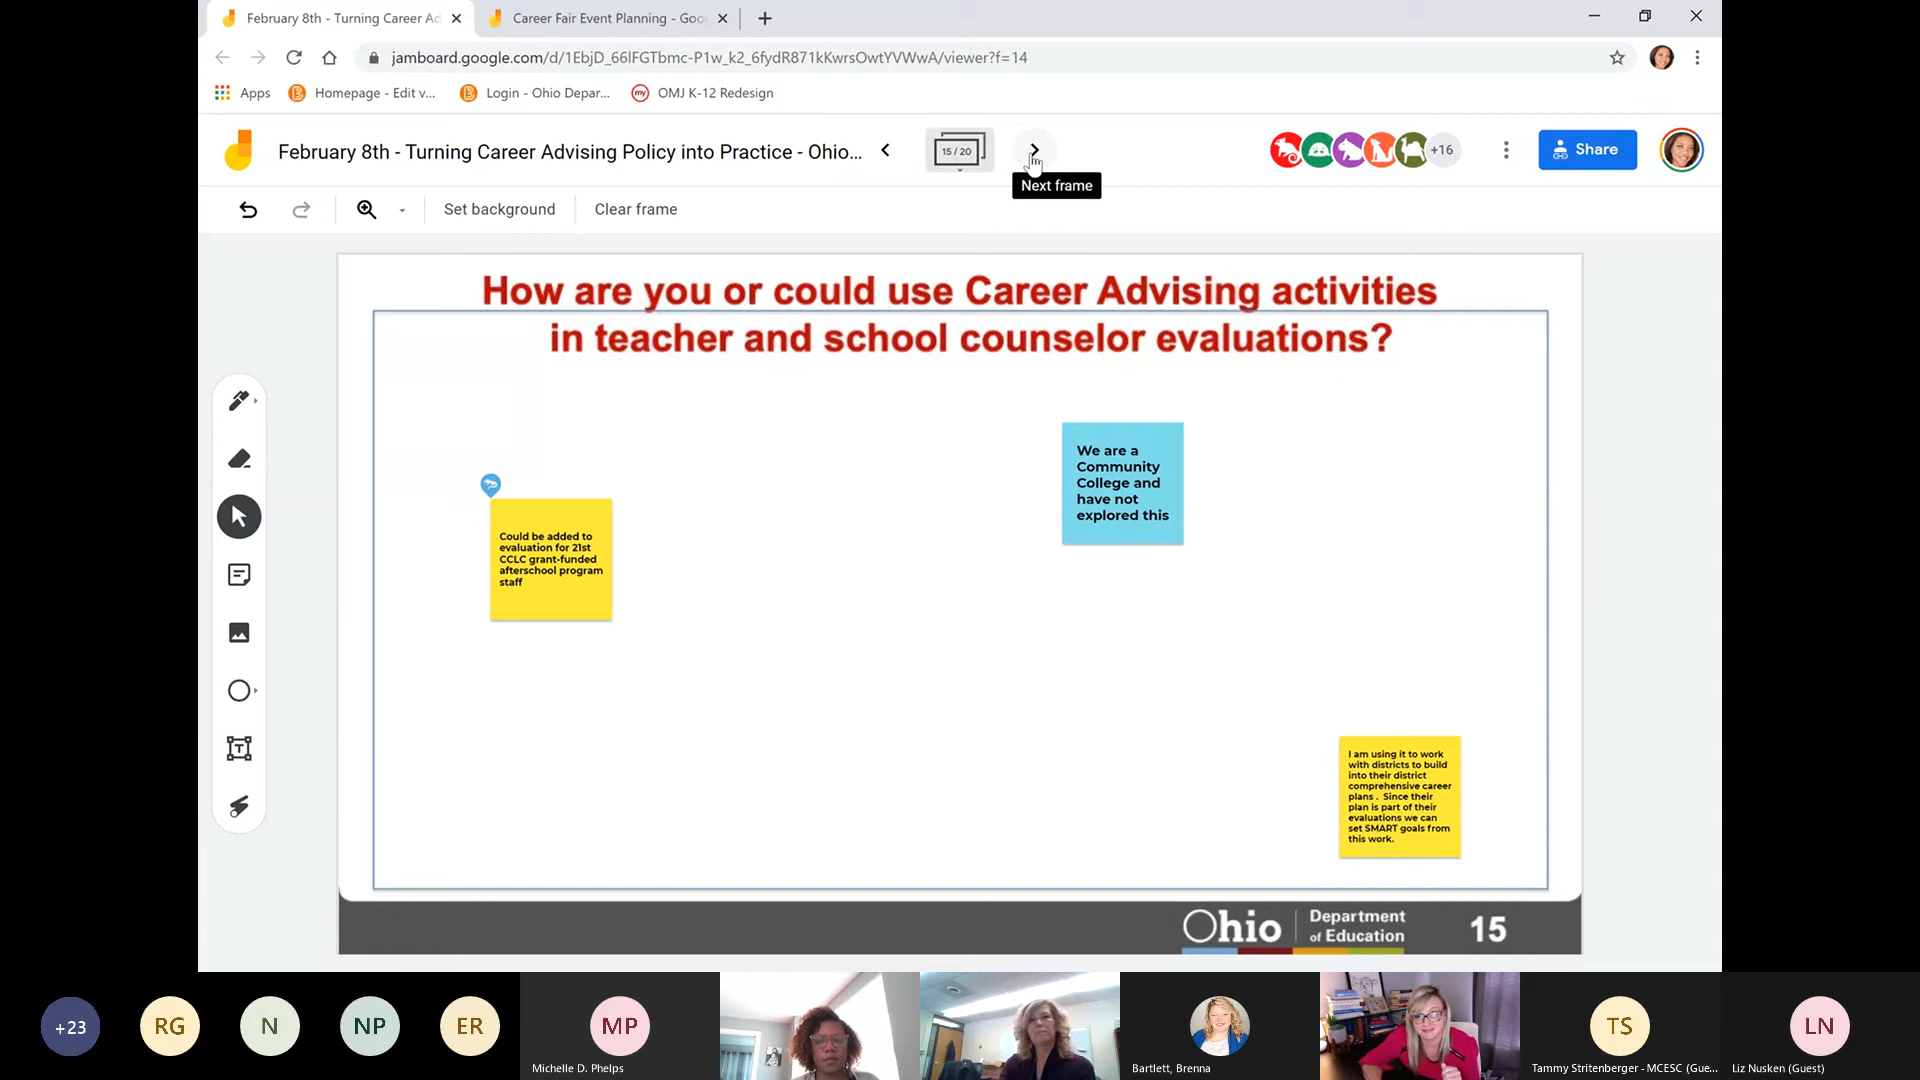 February 8th - Turning Career Ad
Career Fair Event Planning - Goo
jamboard.google.com/d/1EbjD_66lFGTbmc-P1w_k2_6fydR871kKwrsOwtYVWwA/viewer?f=14
Apps
Homepage - Edit v...
Login - Ohio Depar...
my
OMJ K-12 Redesign
February 8th - Turning Career Advising Policy into Practice - Ohio...
15 / 20
+16
Share
Next frame
Set background
Clear frame
How are you or could use Career Advising activities
in teacher and school counselor evaluations?
We are a
Community
College and
have not
explored this
Could be added to
evaluation for 21st
CCLC grant-funded
afterschool program
staff
I am using it to work
with districts to build
into their district
comprehensive career
plans . Since their
plan is part of their
evaluations we can
set SMART goals from
this work.
Ohio
Department
of Education
15
+23
RG
N
NP
ER
MP
TS
LN
Michelle D. Phelps
Bartlett, Brenna
Tammy Stritenberger - MCESC (Gue...
Liz Nusken (Guest)